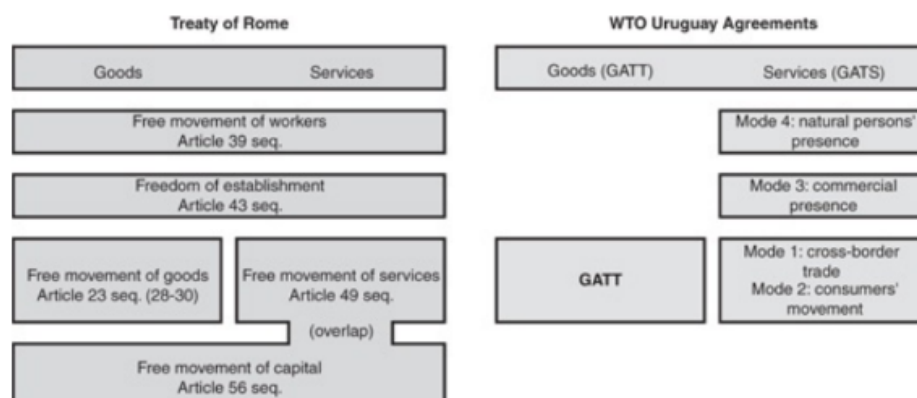 Treaty of Rome
Goods Services
Free movement of workers
Article 39 seq.
Freedom of establishment
Article 43 seq.
Free movement of goods
Article 23 seq. (28-30)
Free movement of services
Article 49 seq.
(overlap)
Free movement of capital
Article 56 seq.
WTO Uruguay Agreements
Goods (GATT) Services (GATS)
Mode 4: natural persons'
presence
Mode 3: commercial
presence
GATT
Mode 1: cross-border
trade
Mode 2: consumers'
movement